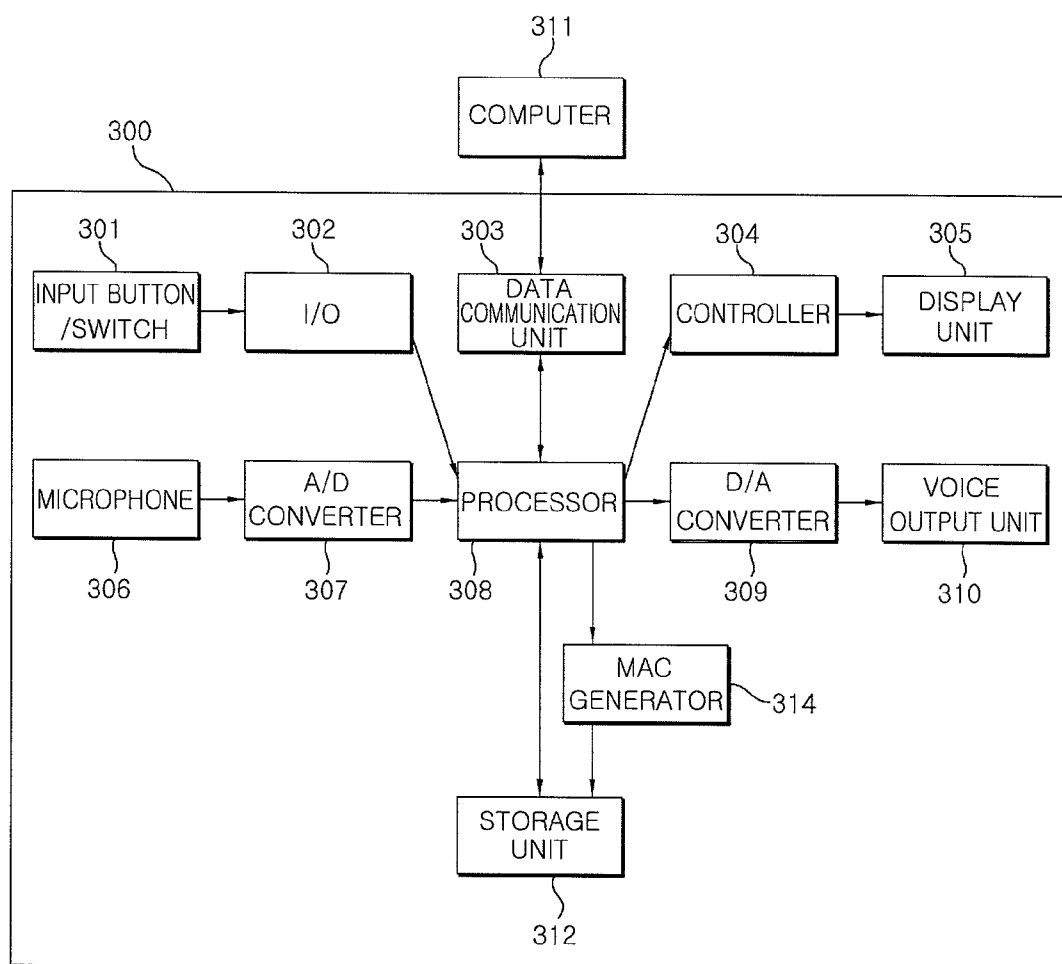 311
COMPUTER
300
301
302
303
304
305
INPUT BUTTON
/SWITCH
I/O
DATA
COMMUNICATION
UNIT
CONTROLLER
DISPLAY
UNIT
MICROPHONE
A/D
CONVERTER
PROCESSOR
D/A
CONVERTER
VOICE
OUTPUT UNIT
306
307
308
309
310
MAC
GENERATOR
314
STORAGE
UNIT
312